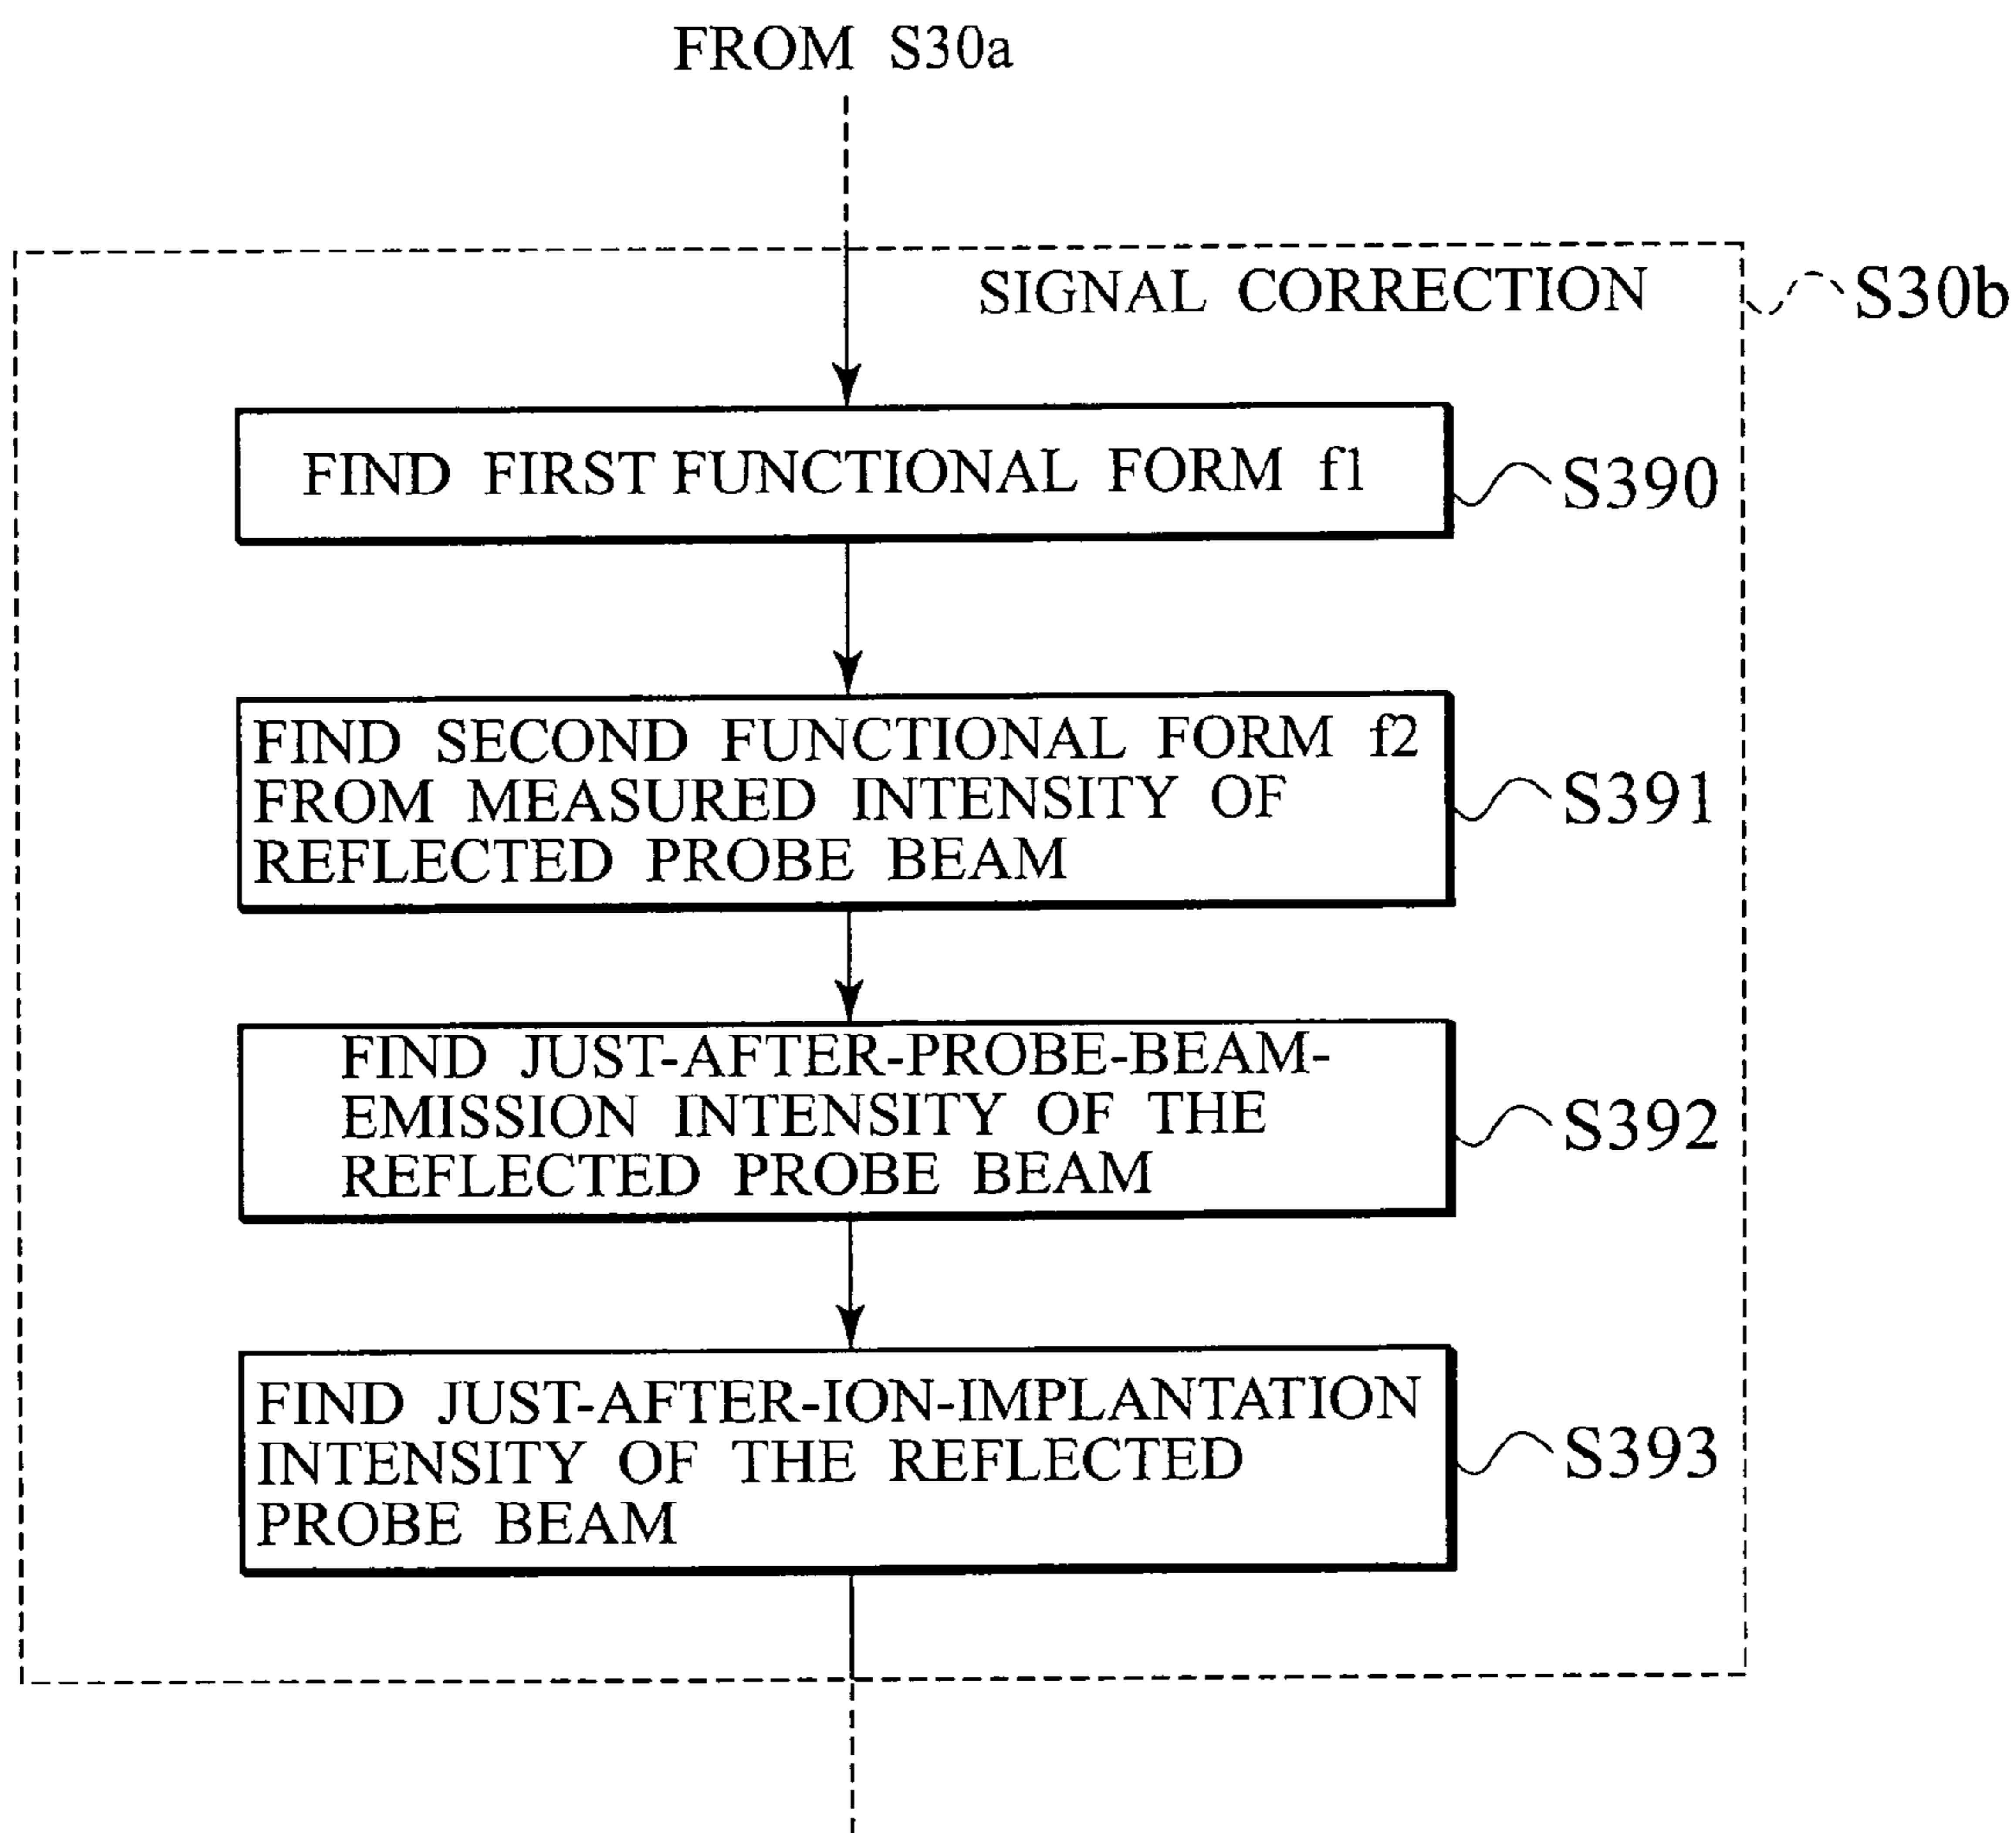 FROM S30a
SIGNAL CORRECTION
S30b
FIND FIRST FUNCTIONAL FORM f1
S390
FIND SECOND FUNCTIONAL FORM f2
FROM MEASURED INTENSITY OF
REFLECTED PROBE BEAM
S391
FIND JUST-AFTER-PROBE-BEAM-
EMISSION INTENSITY OF THE
REFLECTED PROBE BEAM
S392
FIND JUST-AFTER-ION-IMPLANTATION
INTENSITY OF THE REFLECTED
PROBE BEAM
S393